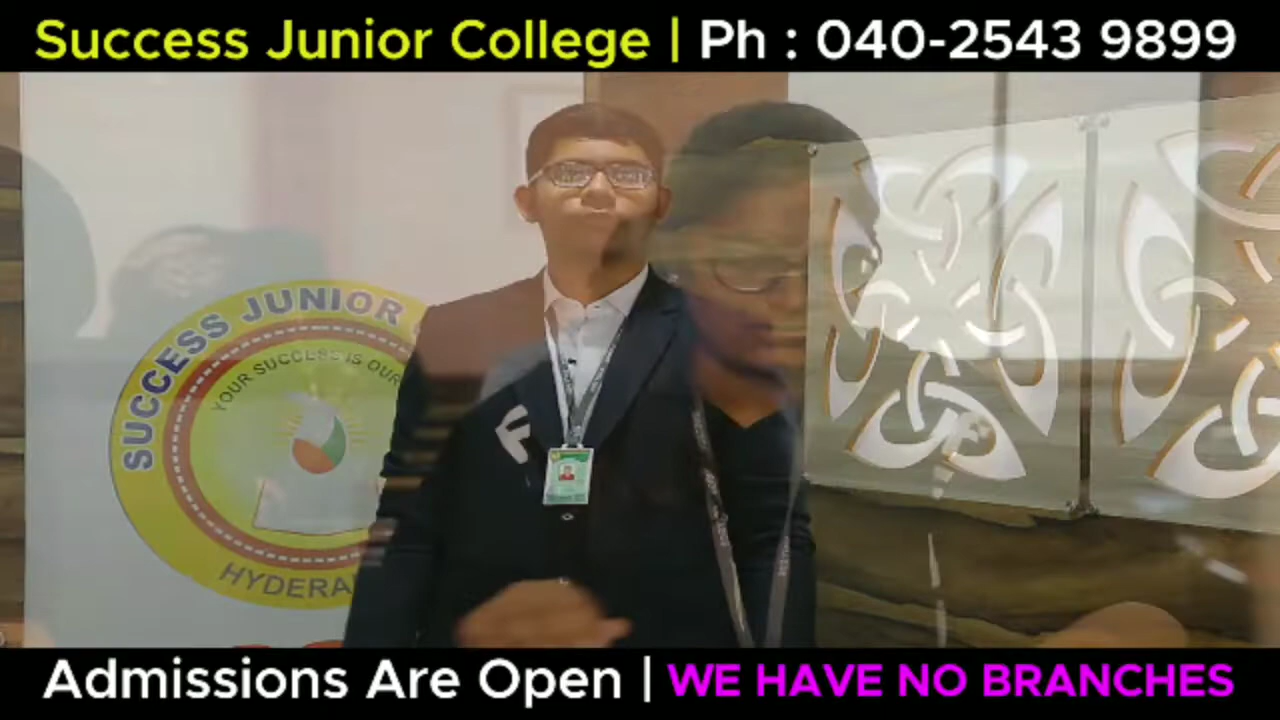 Success Junior College | Ph : 040-2543 9899
SUCCESS JUNIOR
YOUR SUCCESS IS OUR
HYDERA
F
Admissions Are Open | WE HAVE NO BRANCHES